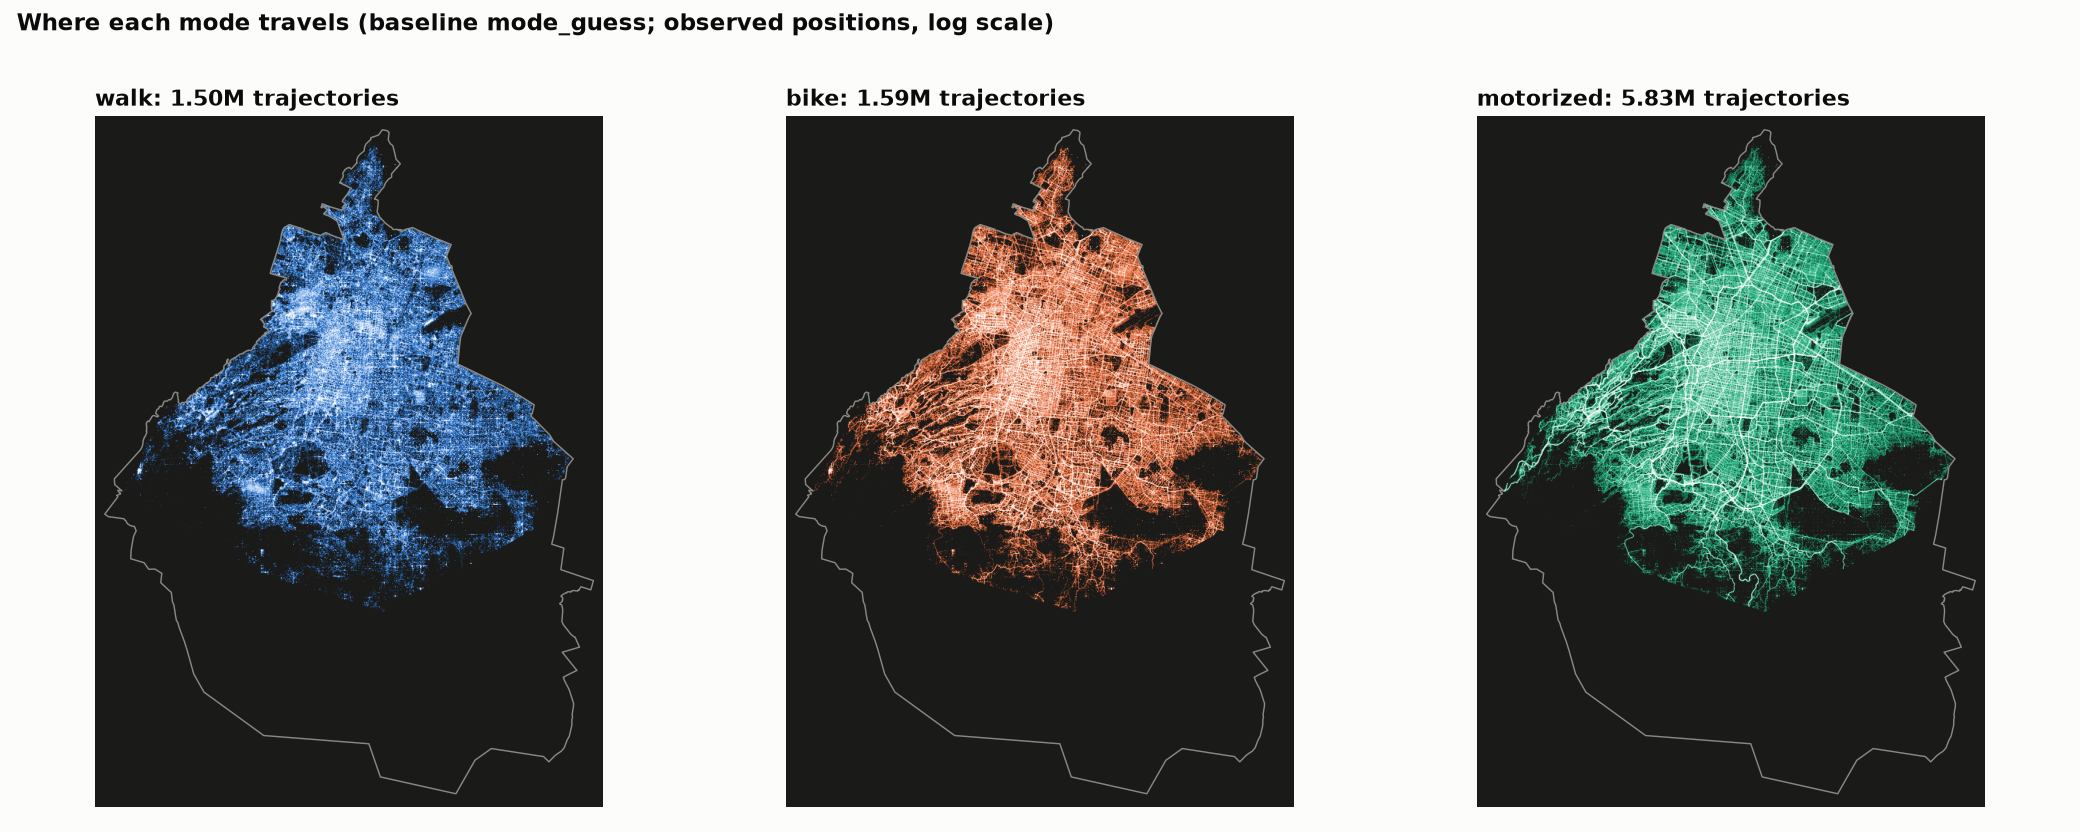 Where each mode travels (baseline mode_guess; observed positions, log scale)
walk: 1.50M trajectories
bike: 1.59M trajectories
motorized: 5.83M trajectories